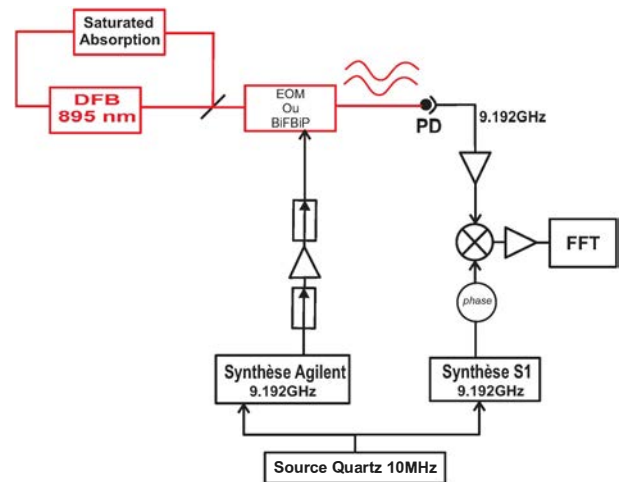 Saturated
Absorption
DFB
895 nm
EOM
Ou
BiFBiP
PD
9.192GHz
FFT
phase
Synthèse Agilent
9.192GHz
Synthèse S1
9.192GHz
Source Quartz 10MHz